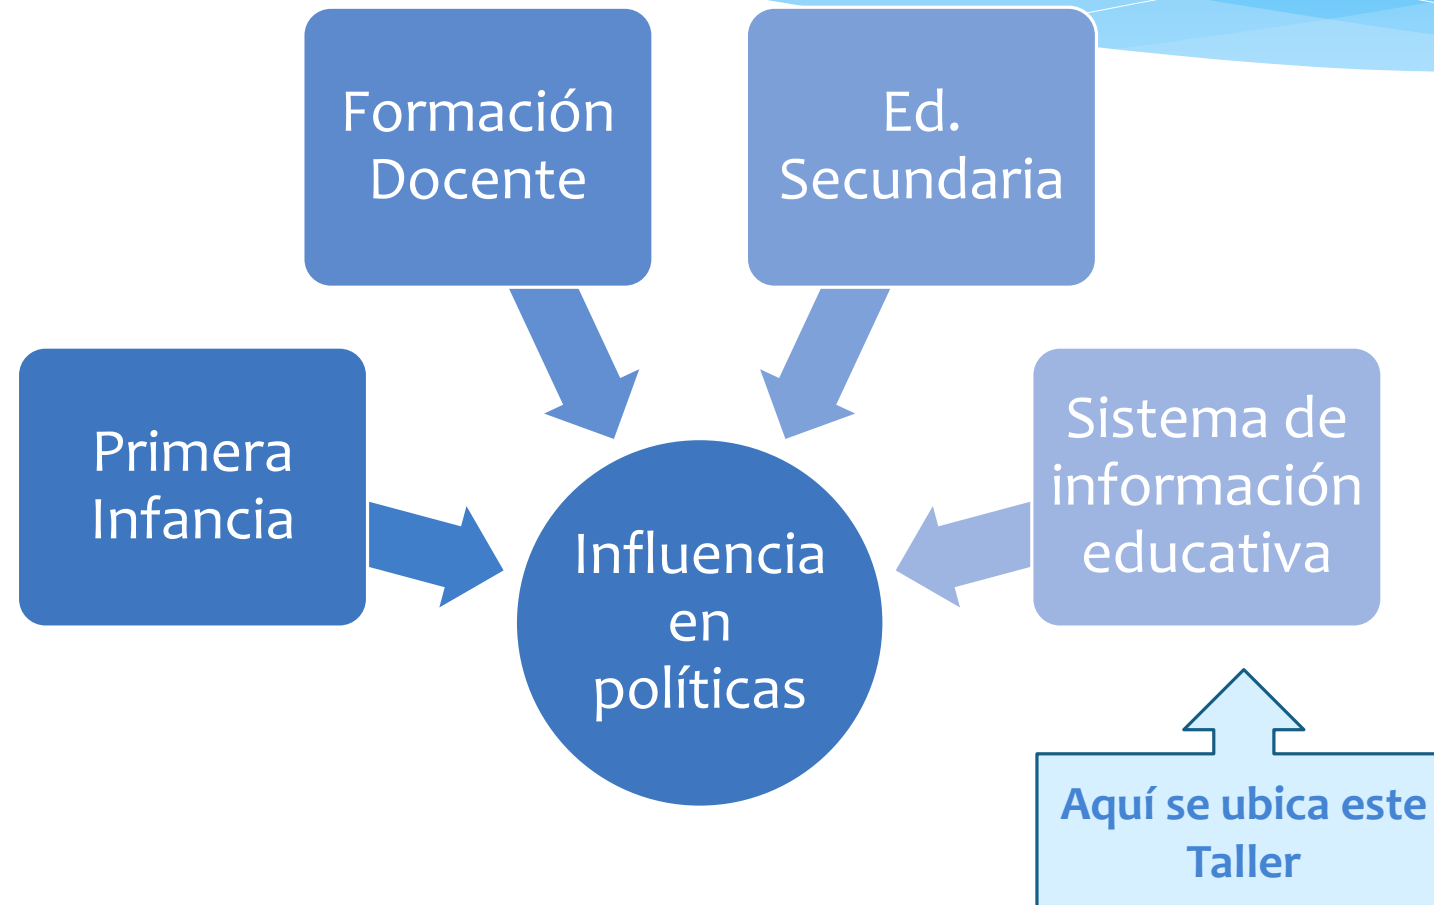 Formación
Docente
Ed.
Secundaria
Primera
Infancia
Sistema de
información
educativa
Influencia
en
políticas
Aquí se ubica este
Taller